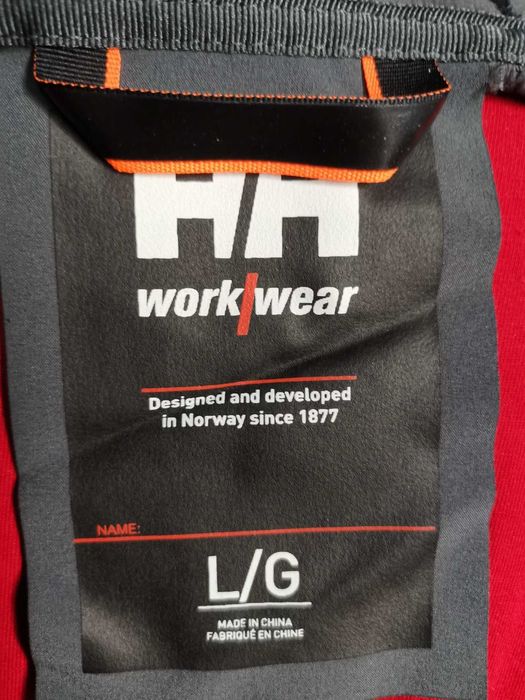 HH
work/wear
Designed and developed
in Norway since 1877
NAME:
L/G
MADE IN CHINA
FABRIQUÉ EN CHINE